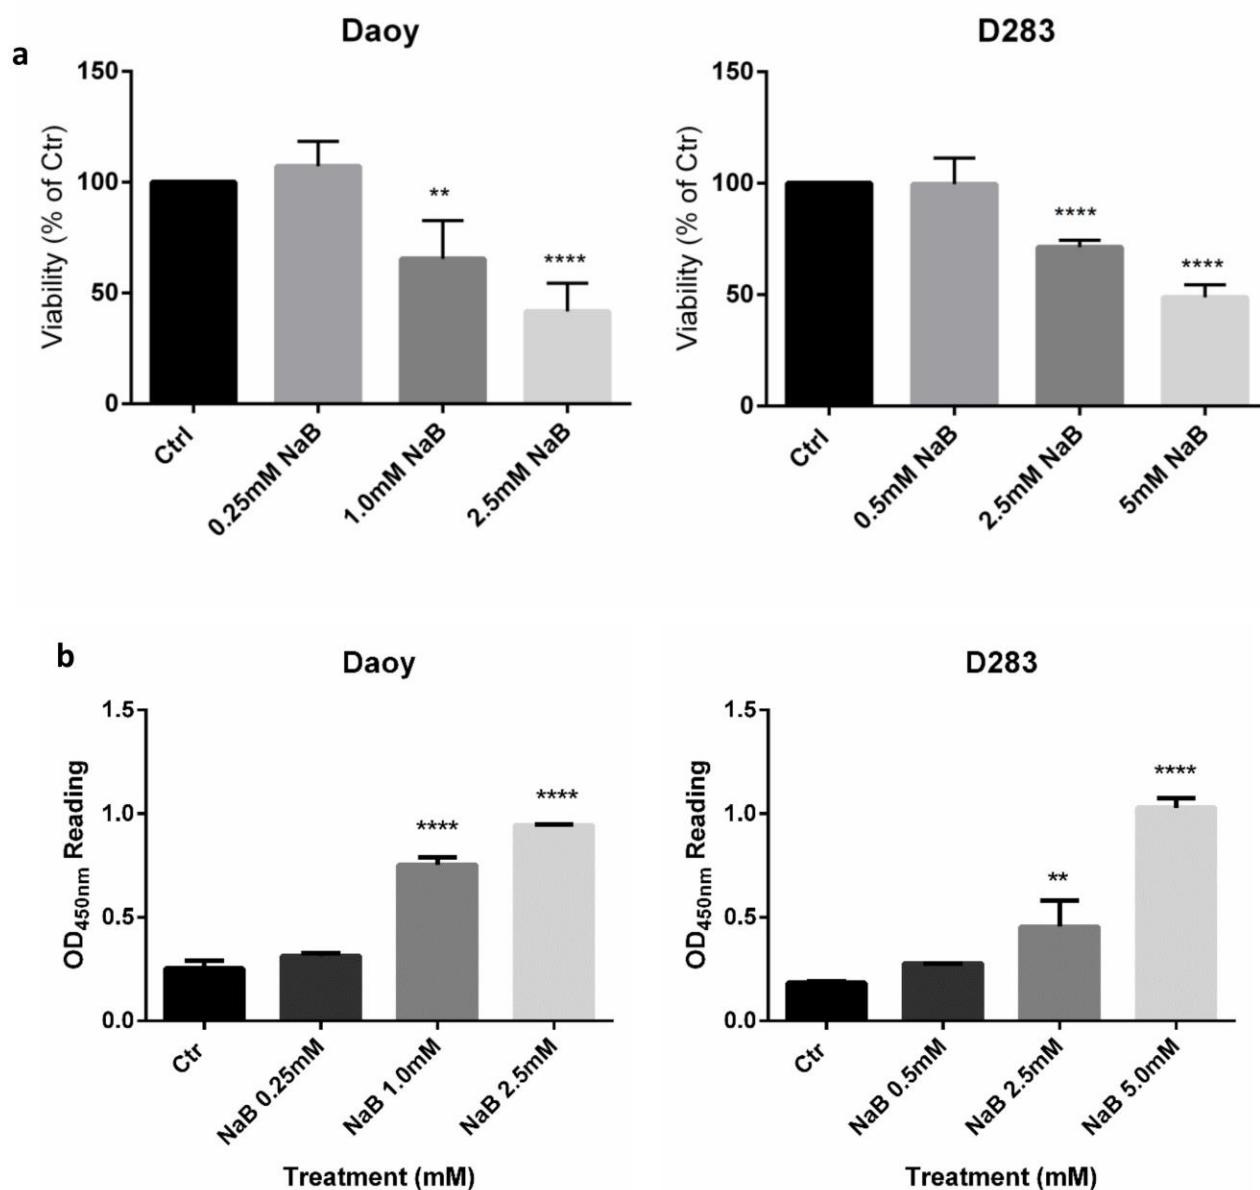 a
Daoy
Viability (% of Ctr)
150
100
50
0
**
****
Ctrl
0.25mM NaB
1.0mM NaB
2.5mM NaB
D283
Viability (% of Ctr)
150
100
50
0
****
****
Ctrl
0.5mM NaB
2.5mM NaB
5mM NaB
b
Daoy
OD450nm Reading
1.5
1.0
0.5
0.0
****
****
Ctr
NaB 0.25mM
NaB 1.0mM
NaB 2.5mM
Treatment (mM)
D283
OD450nm Reading
1.5
1.0
0.5
0.0
**
****
Ctr
NaB 0.5mM
NaB 2.5mM
NaB 5.0mM
Treatment (mM)